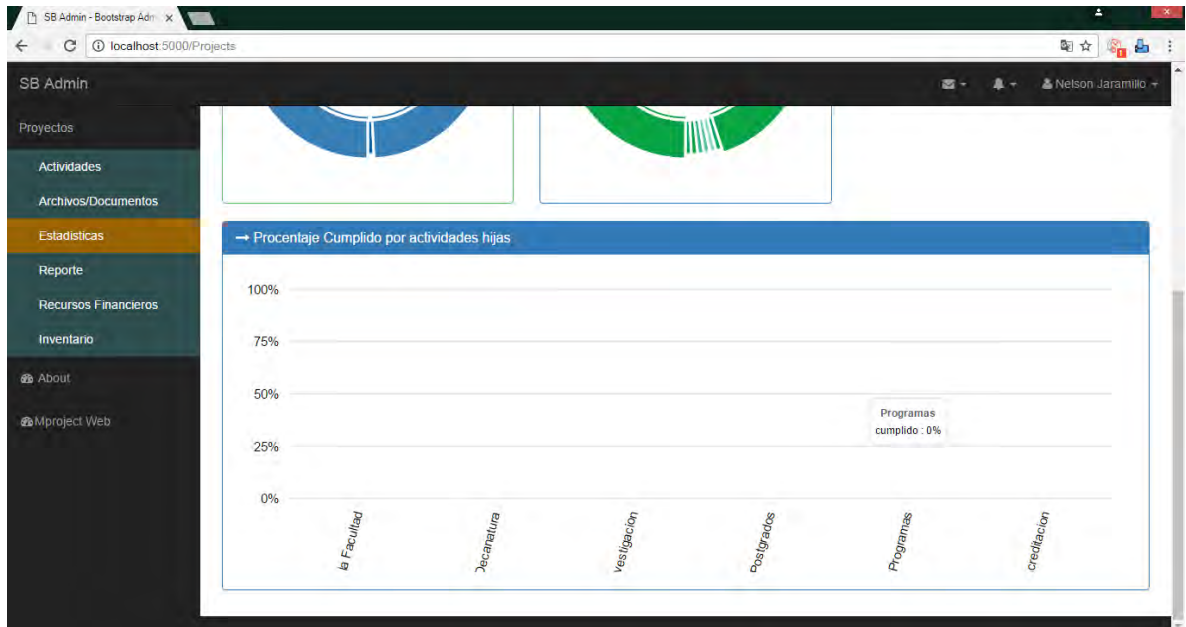 SB Admin - Bootstrap Adm
localhost:5000/Projects
SB Admin
Nelson Jaramillo
Proyectos
Actividades
Archivos/Documentos
Estadisticas
Reporte
Recursos Financieros
Inventario
About
Mproject Web
→ Procentaje Cumplido por actividades hijas
100%
75%
50%
25%
0%
Programas
cumplido : 0%
la Facultad
Decanatura
vestigacion
Postgrados
Programas
creditacion